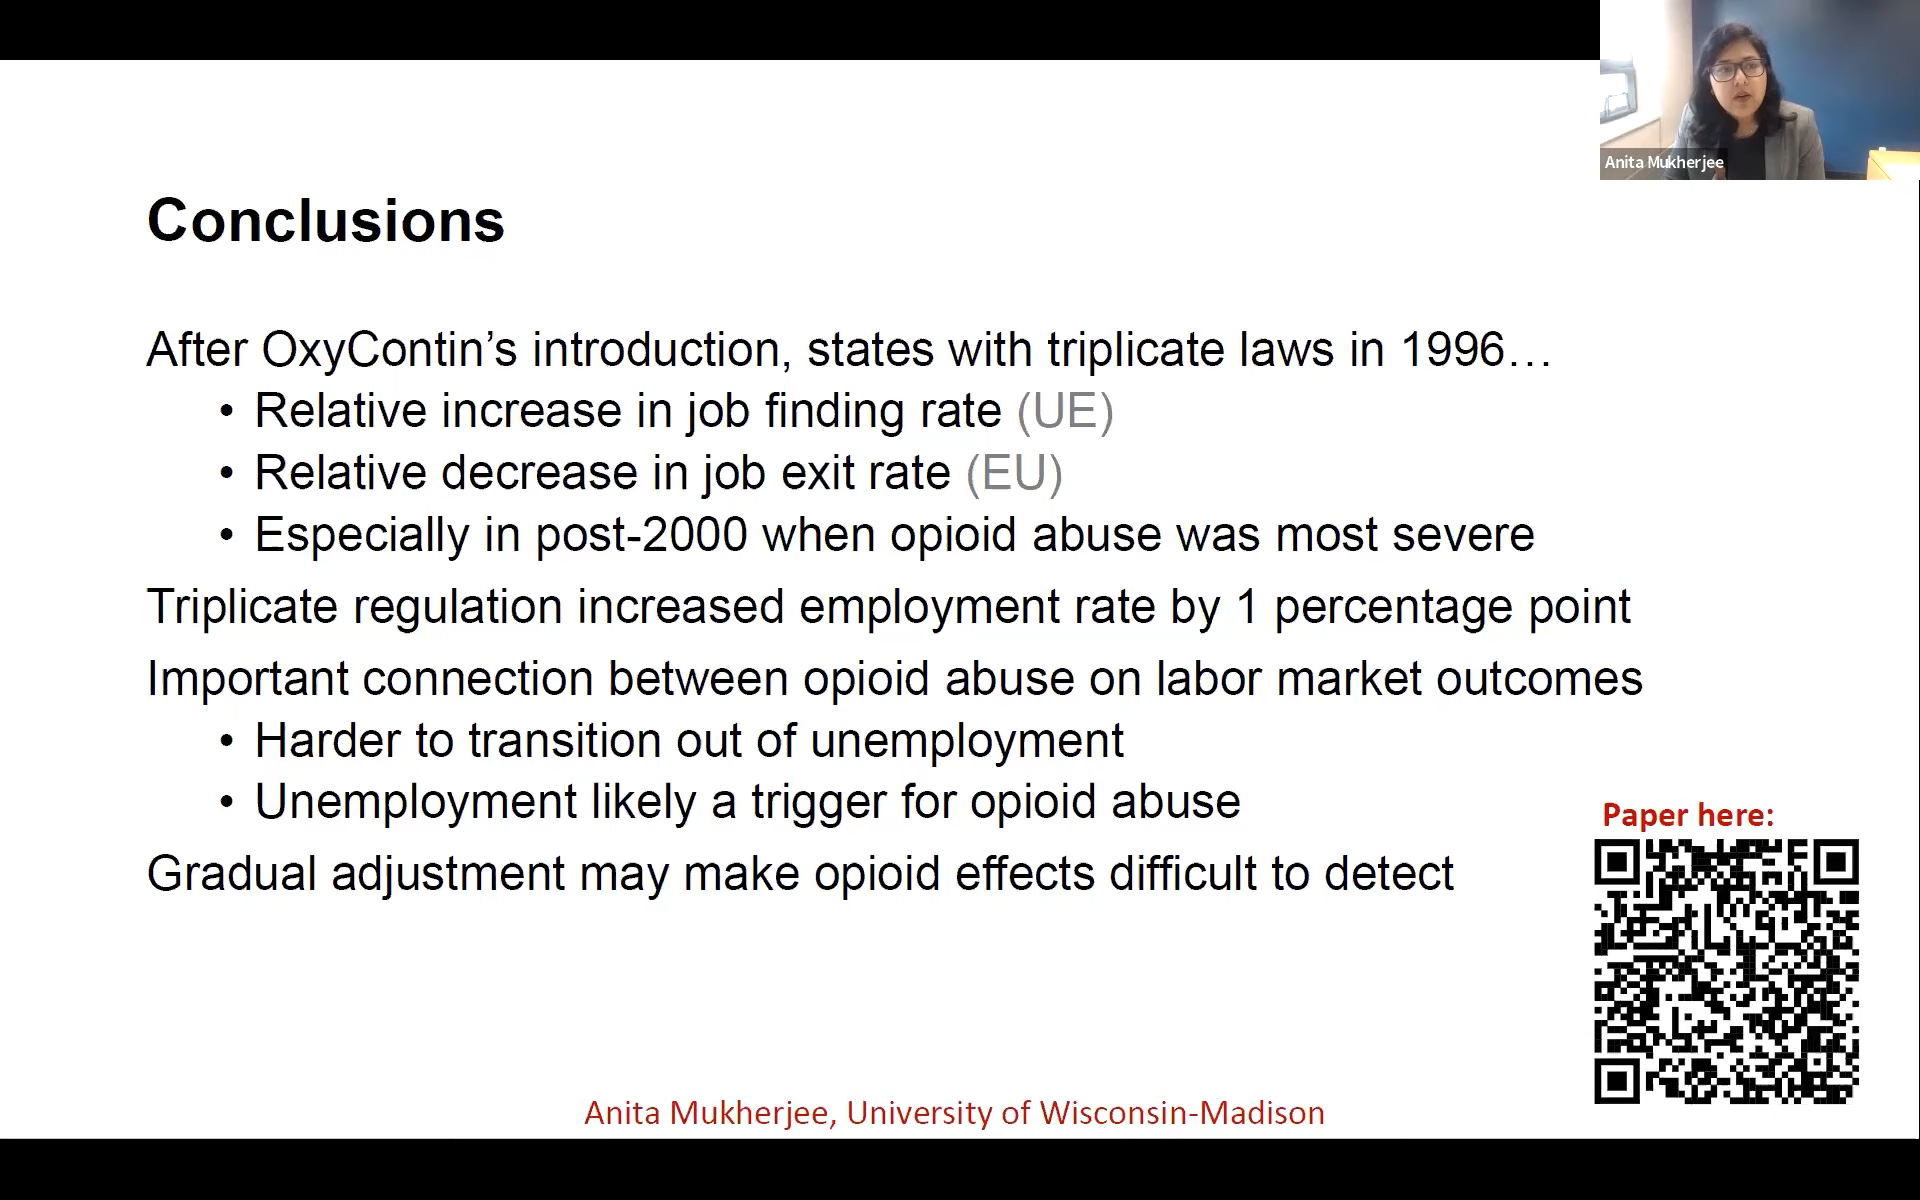 Anita Mukherjee
Conclusions
After OxyContin’s introduction, states with triplicate laws in 1996…
• Relative increase in job finding rate (UE)
• Relative decrease in job exit rate (EU)
• Especially in post-2000 when opioid abuse was most severe
Triplicate regulation increased employment rate by 1 percentage point
Important connection between opioid abuse on labor market outcomes
• Harder to transition out of unemployment
• Unemployment likely a trigger for opioid abuse
Gradual adjustment may make opioid effects difficult to detect
Paper here:
Anita Mukherjee, University of Wisconsin-Madison